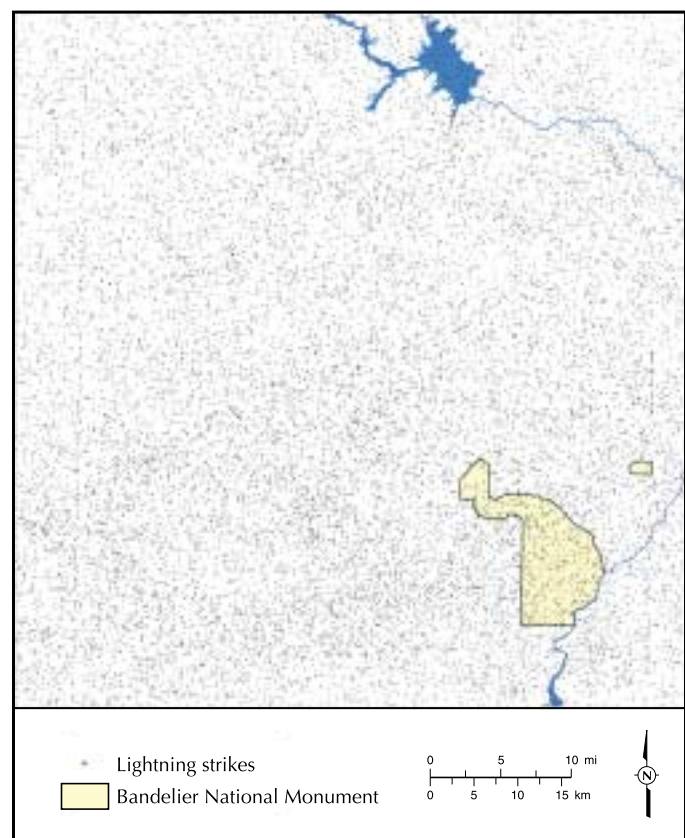 Lightning strikes
Bandelier National Monument
0 5 10 mi
0 5 10 15 km
N